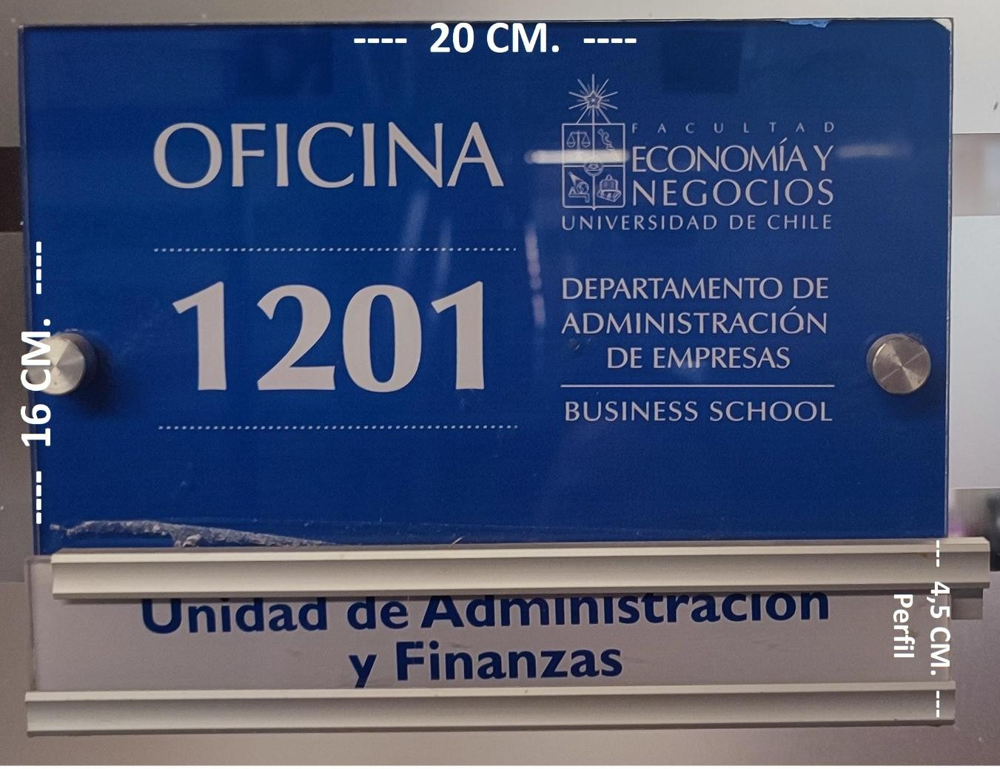 ---- 20 CM. ----
OFICINA
1201
FACULTAD
ECONOMÍA Y
NEGOCIOS
UNIVERSIDAD DE CHILE
DEPARTAMENTO DE
ADMINISTRACIÓN
DE EMPRESAS
BUSINESS SCHOOL
---- 16 CM. ----
Unidad de Administración
y Finanzas
--- 4,5 CM. ---
Perfil